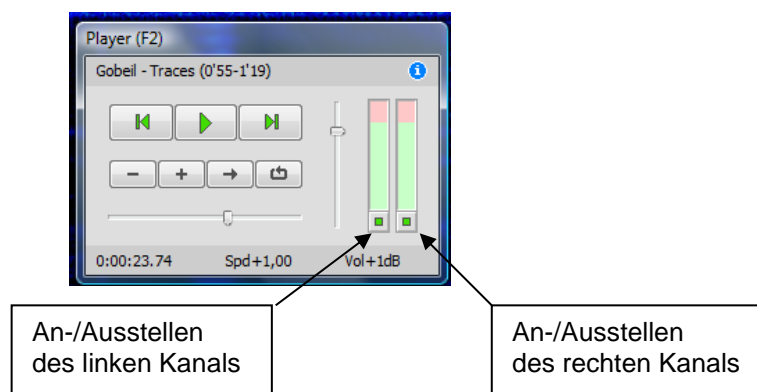 Player (F2)
Gobeil - Traces (0'55-1'19)
0:00:23.74 Spd+1,00 Vol+1dB
An-/Ausstellen
des linken Kanals
An-/Ausstellen
des rechten Kanals